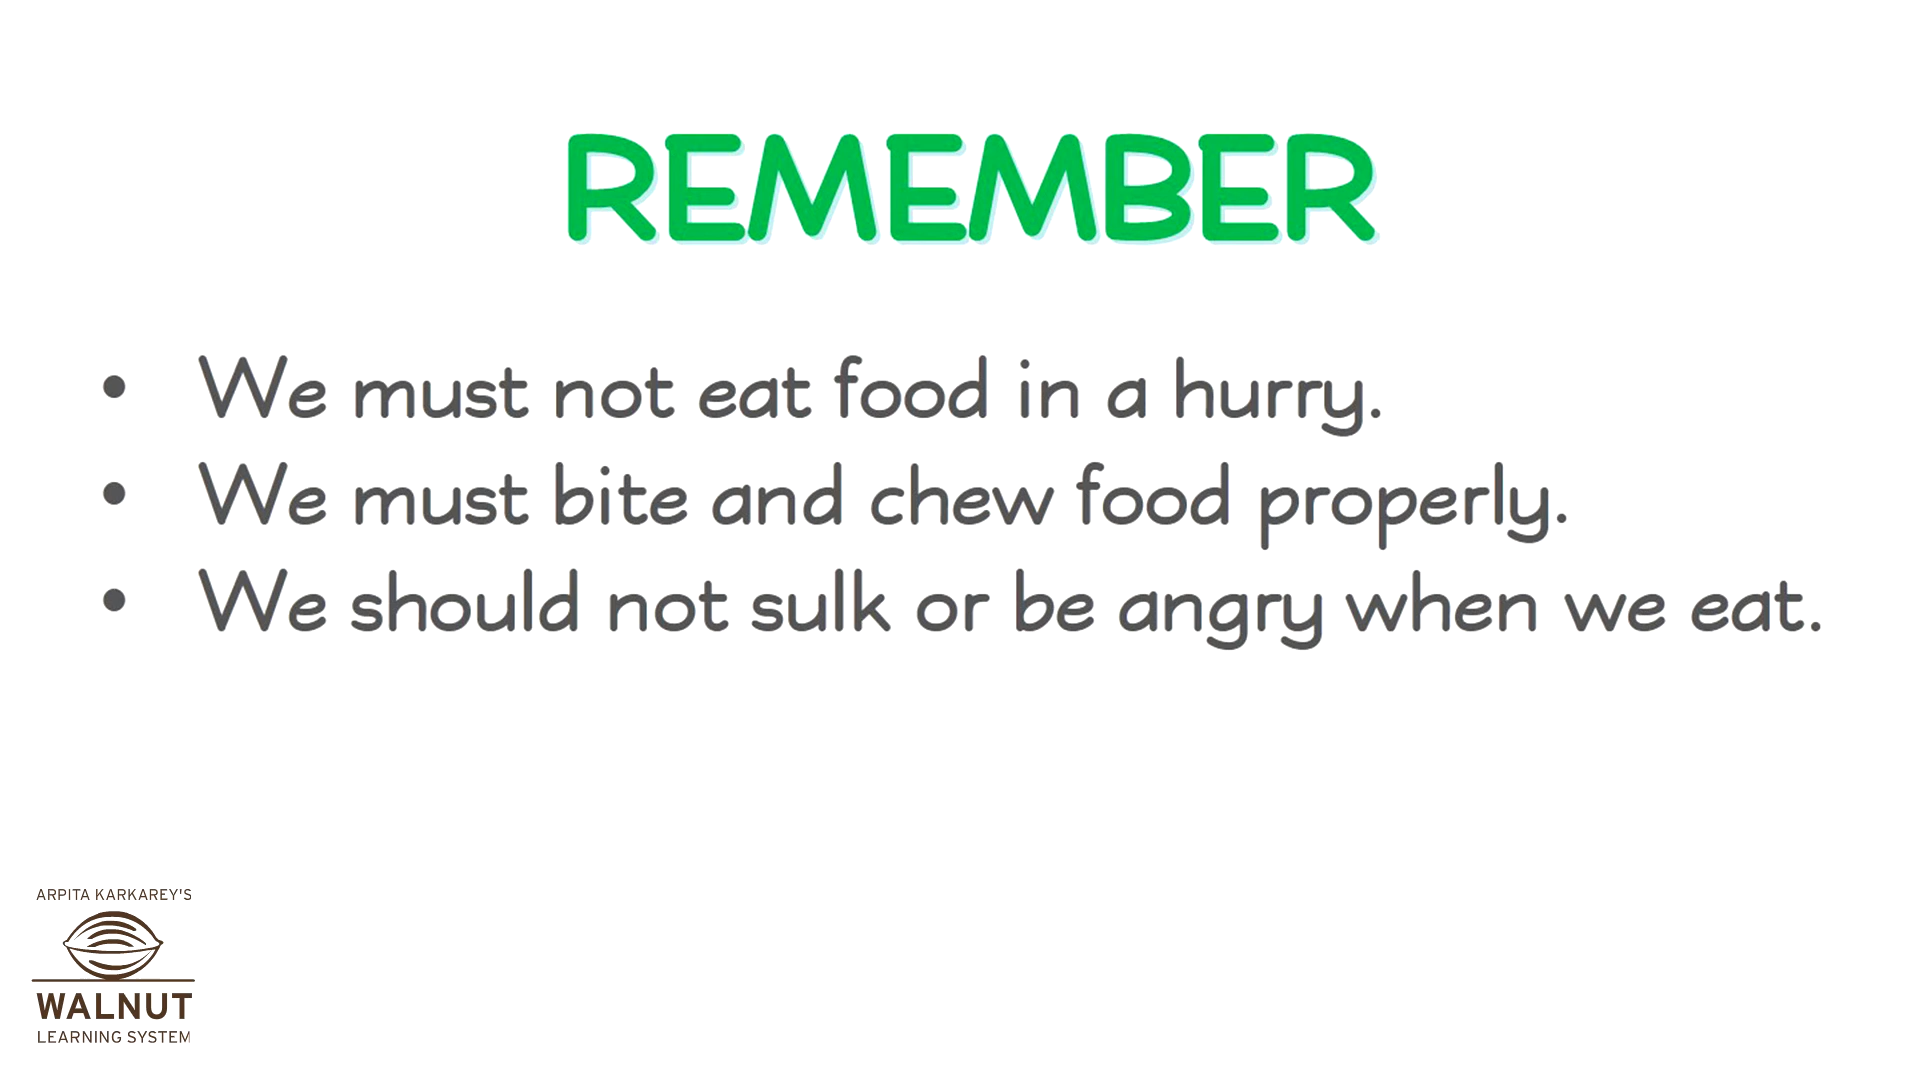 REMEMBER
• We must not eat food in a hurry.
• We must bite and chew food properly.
• We should not sulk or be angry when we eat.
ARPITA KARKAREY'S
WALNUT
LEARNING SYSTEM